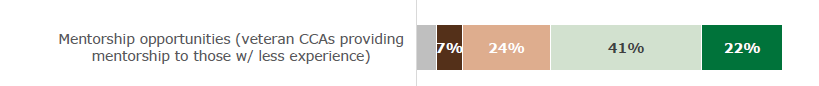 Mentorship opportunities (veteran CCAs providing
mentorship to those w/ less experience)
7% 24% 41% 22%